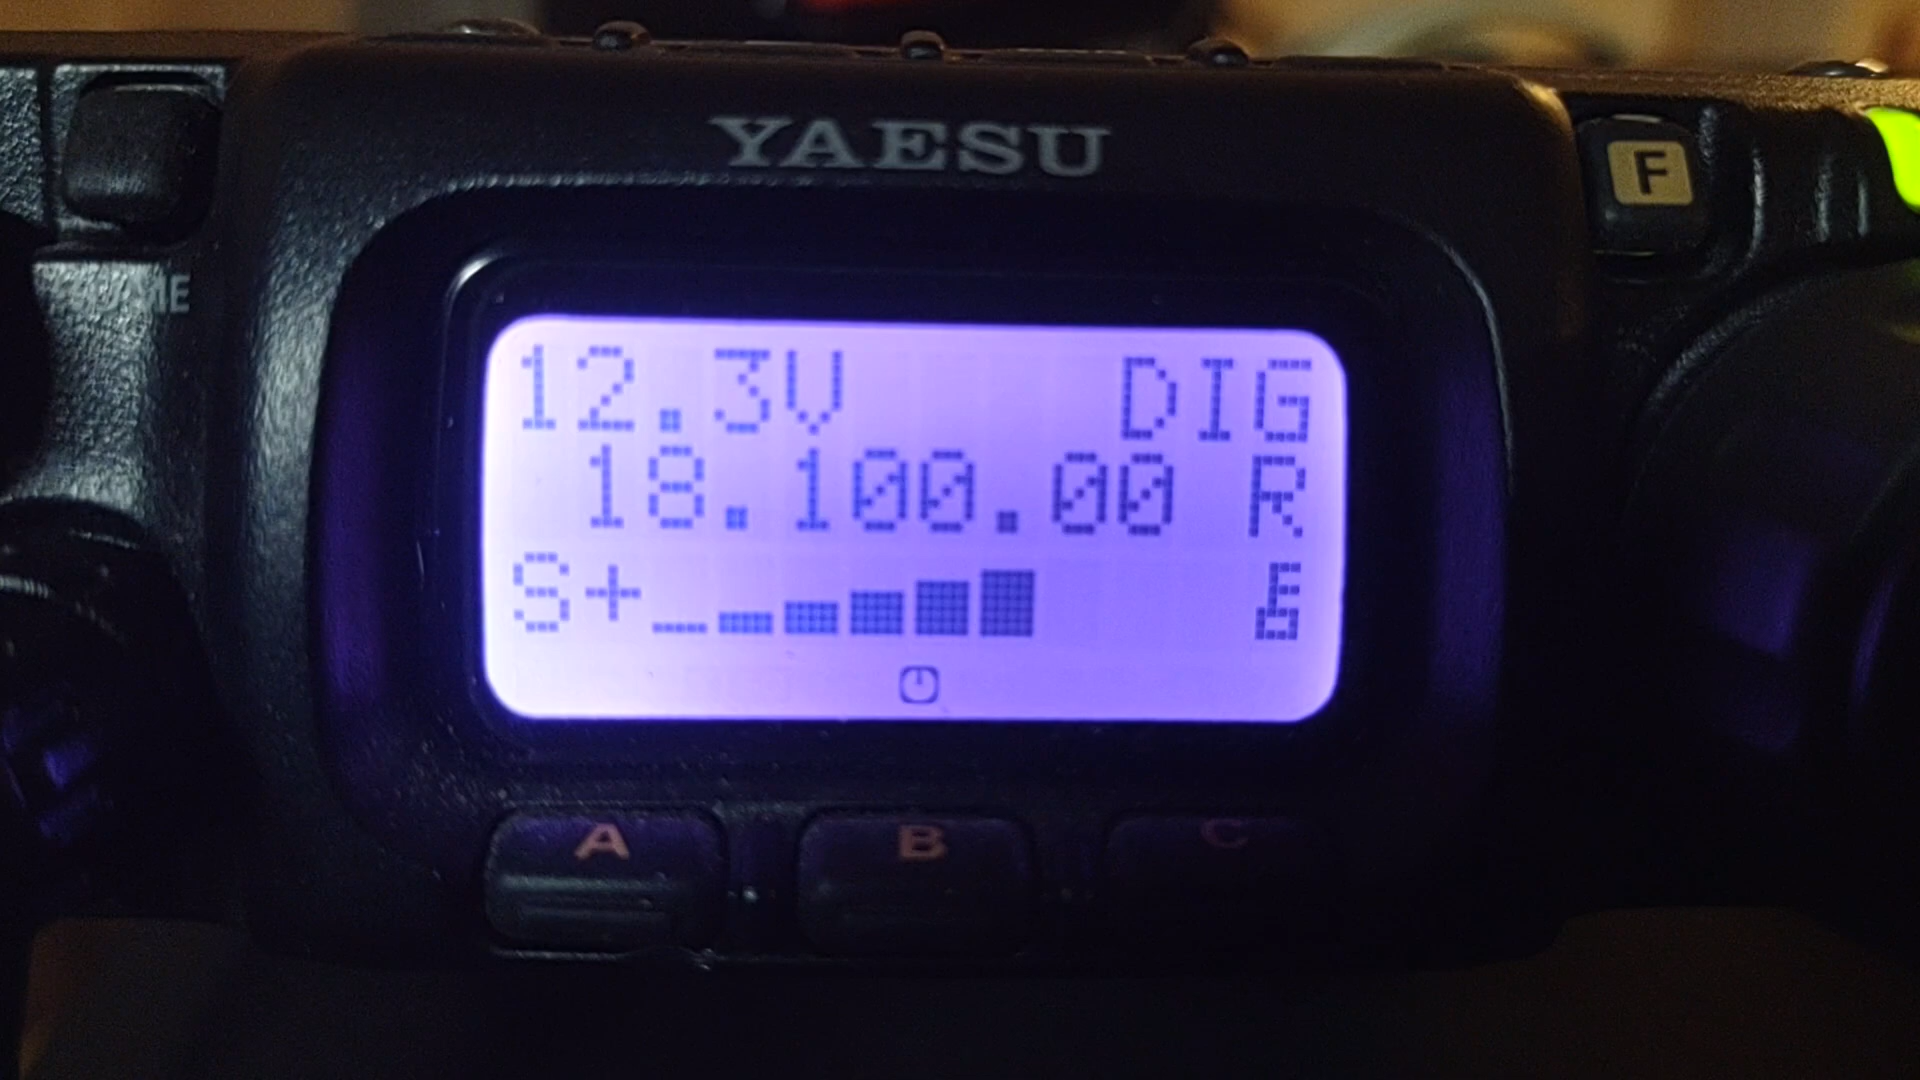 YAESU
F
12.3V DIG
18.100.00 R
S+
A B C